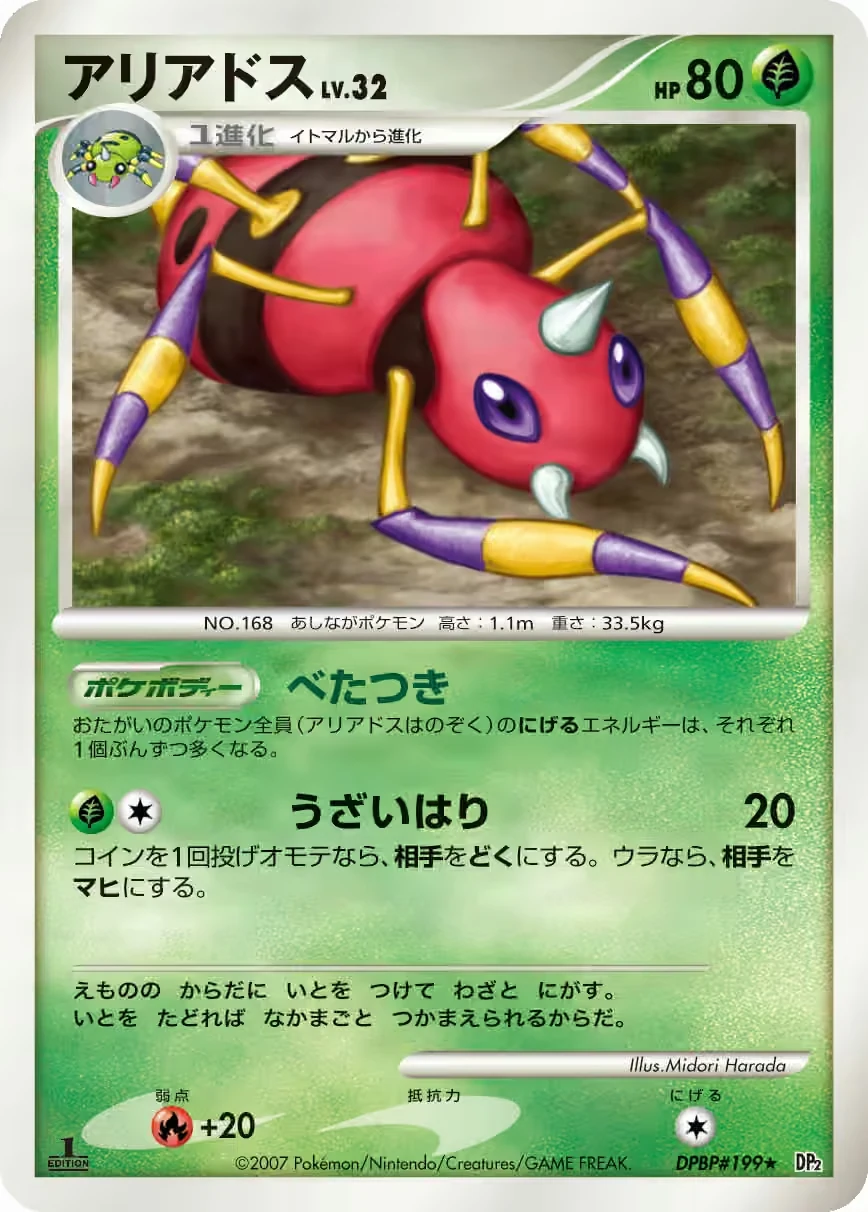 アリアドス LV.32 HP 80
1進化 イトマルから進化
NO.168 あしながポケモン 高さ:1.1m 重さ:33.5kg
ポケボディー べたつき
おたがいのポケモン全員(アリアドスはのぞく)のにげるエネルギーは、それぞれ
1個ぶんずつ多くなる。
うざいはり 20
コインを1回投げオモテなら、相手をどくにする。ウラなら、相手を
マヒにする。
えものの からだに いとを つけて わざと にがす。
いとを たどれば なかまごと つかまえられるからだ。
Illus.Midori Harada
弱点 抵抗力 にげる
+20
1 EDITION ©2007 Pokémon/Nintendo/Creatures/GAME FREAK. DPBP#199★ DP2